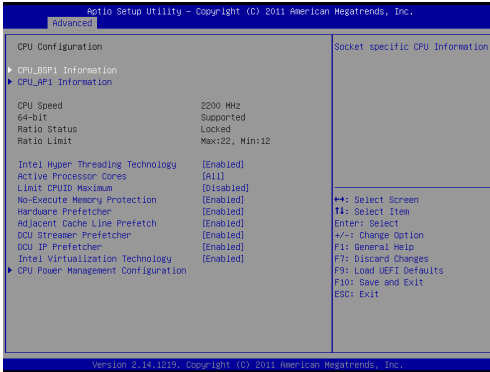 Aptio Setup Utility – Copyright (C) 2011 American Megatrends, Inc.
Advanced
CPU Configuration
Socket specific CPU Information
CPU_BSP1 Information
CPU_AP1 Information
CPU Speed 2200 MHz
64-bit Supported
Ratio Status Locked
Ratio Limit Max:22, Min:12
Intel Hyper Threading Technology [Enabled]
Active Processor Cores [All]
Limit CPUID Maximum [Disabled]
No-Execute Memory Protection [Enabled]
Hardware Prefetcher [Enabled]
Adjacent Cache Line Prefetch [Enabled]
DCU Streamer Prefetcher [Enabled]
DCU IP Prefetcher [Enabled]
Intel Virtualization Technology [Enabled]
CPU Power Management Configuration
↔: Select Screen
↑↓: Select Item
Enter: Select
+/-: Change Option
F1: General Help
F7: Discard Changes
F9: Load UEFI Defaults
F10: Save and Exit
ESC: Exit
Version 2.14.1219. Copyright (C) 2011 American Megatrends, Inc.